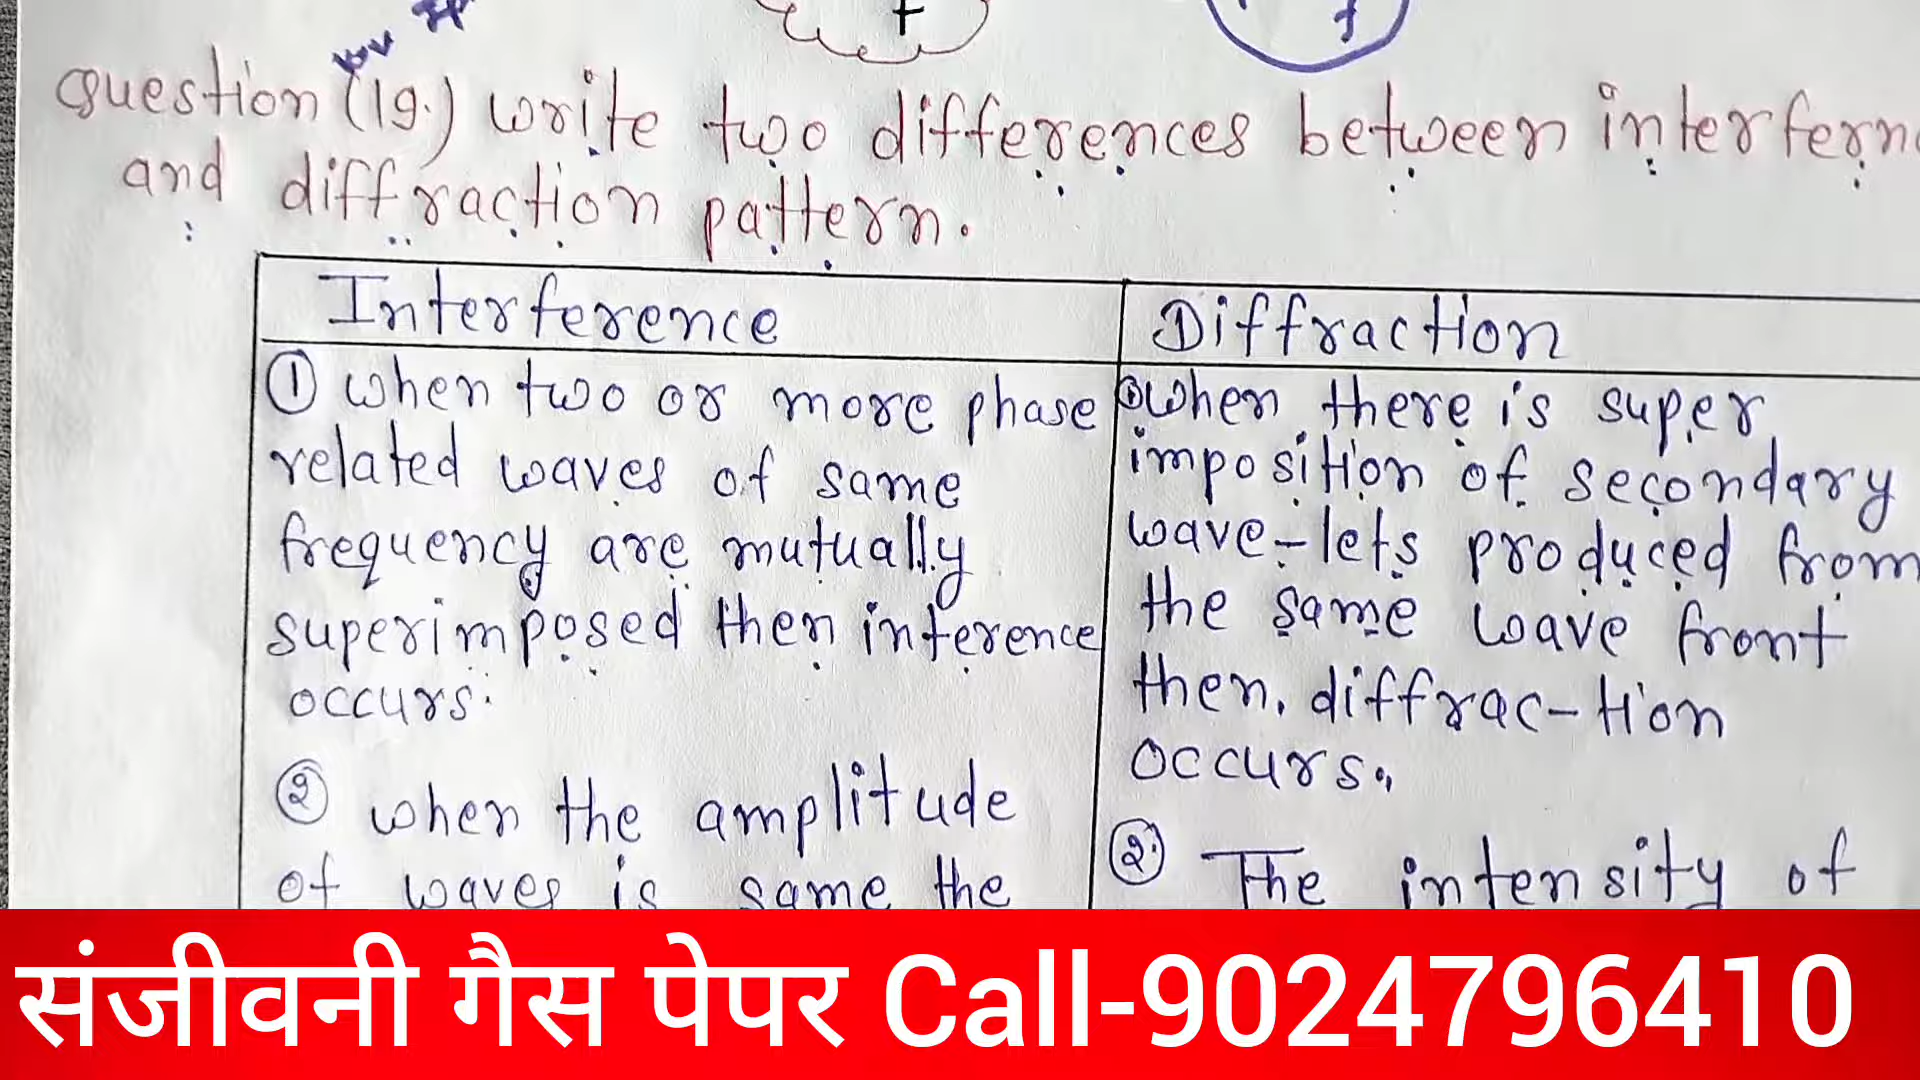 Question (19.) write two differences between interfern
and diffraction pattern.
Interference
Diffraction
① when two or more phase
related waves of same
frequency are mutually
superimposed then inference
occurs.
② when the amplitude
of waves is same the
① when there is super
imposition of secondary
wave-lets produced from
the same wave front
then. diffrac-tion
occurs.
② The intensity of
संजीवनी गैस पेपर Call-9024796410